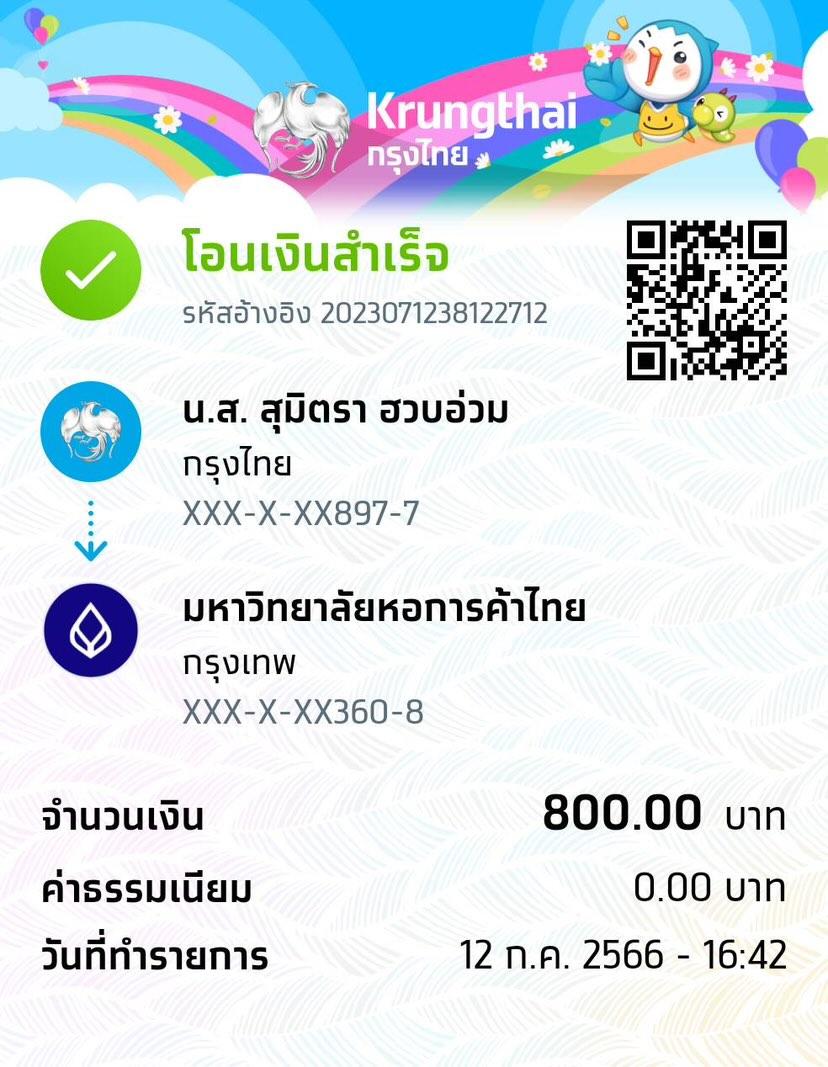 Krungthai
กรุงไทย
โอนเงินสำเร็จ
รหัสอ้างอิง 2023071238122712
น.ส. สุมิตรา ฮวบอ่วม
กรุงไทย
XXX-X-XX897-7
มหาวิทยาลัยหอการค้าไทย
กรุงเทพ
XXX-X-XX360-8
จำนวนเงิน 800.00 บาท
ค่าธรรมเนียม 0.00 บาท
วันที่ทำรายการ 12 ก.ค. 2566 - 16:42